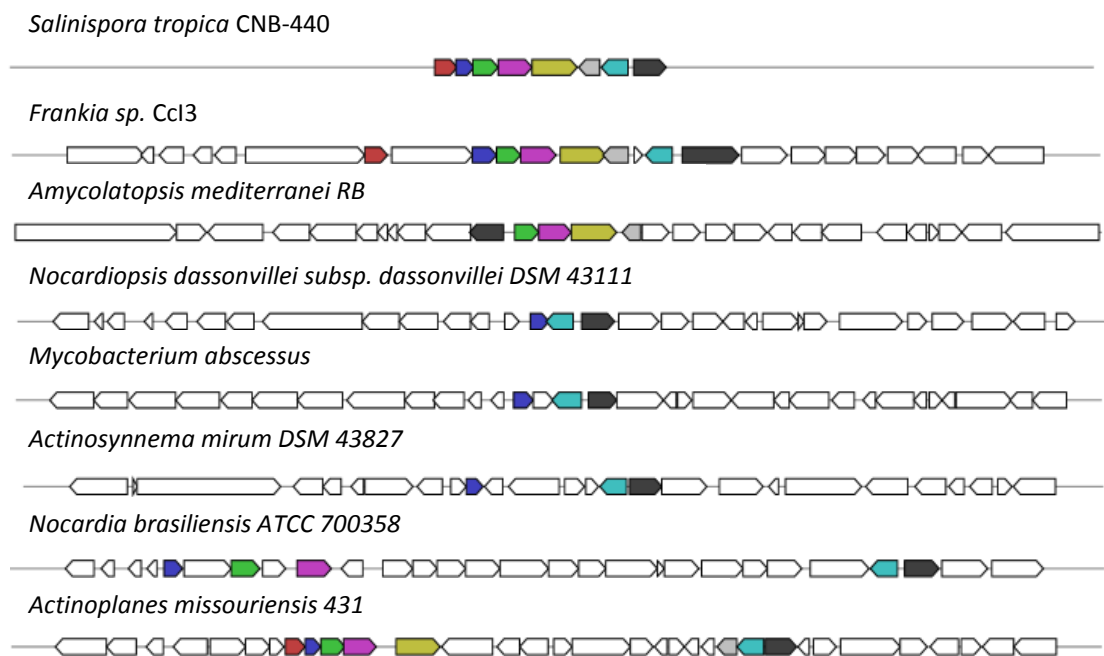 Salinispora tropica CNB-440
Frankia sp. CcI3
Amycolatopsis mediterranei RB
Nocardiopsis dassonvillei subsp. dassonvillei DSM 43111
Mycobacterium abscessus
Actinosynnema mirum DSM 43827
Nocardia brasiliensis ATCC 700358
Actinoplanes missouriensis 431